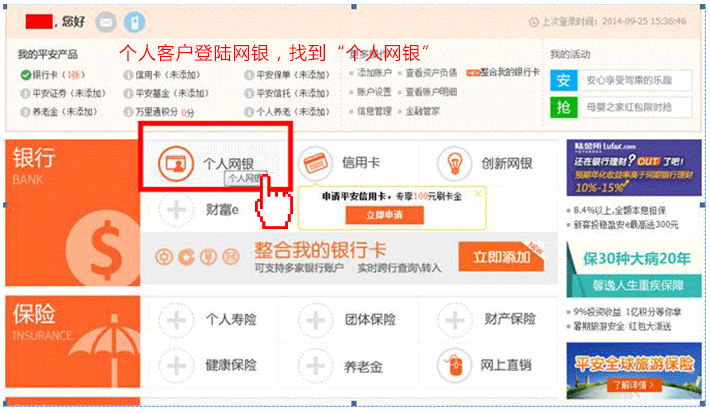 ，您好
上次登录时间：2014-09-25 15:36:46
个人客户登陆网银，找到“个人网银”
我的平安产品
我的活动
银行卡（1张） 信用卡（未添加） 平安保单（未添加）
添加账户 查看资产负债 NEW整合我的银行卡
安 安心享受驾乘的乐趣
平安证券（未添加） 平安基金（未添加） 平安信托（未添加）
账户设置 查看账户明细
养老金（未添加） 万里通积分 0分 个人养老（未添加）
信息管理 金融管家
抢 母婴之家红包限时抢
银行
BANK
个人网银
个人网银
信用卡
创新网银
申请平安信用卡，专享100元刷卡金
立即申请
财富e
整合我的银行卡
可支持多家银行账户 实时跨行查询\转入
立即添加
NEW
陆金所 Lufax.com
还在银行理财？OUT了吧！
预期年化收益率高于同期银行理财
10%-15%
8.4%以上,全额本息担保
新客投稳盈安e最高送300元
保30种大病20年
馨逸人生重疾保障
9%投资收益 1亿积分等你拿
暑期旅游安全 红包大派送
平安全球旅游保险
了解详情
保险
INSURANCE
个人寿险
团体保险
财产保险
健康保险
养老金
网上直销